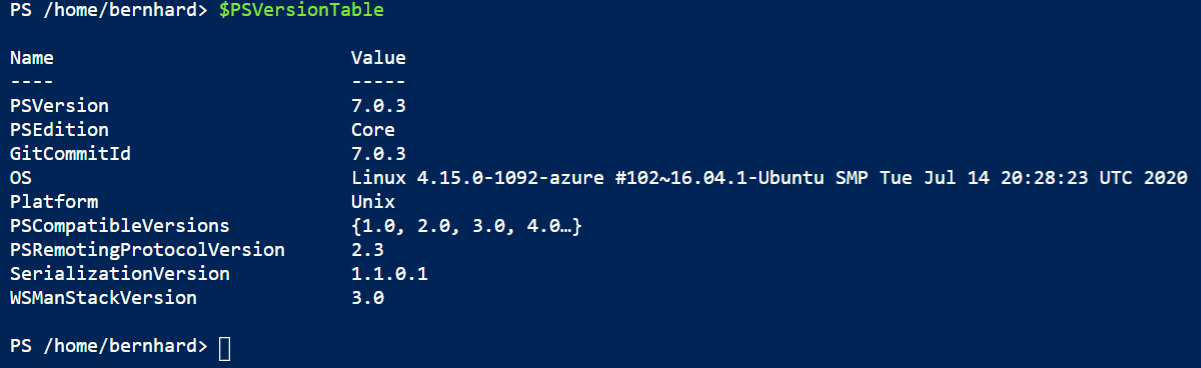 PS /home/bernhard> $PSVersionTable
Name                           Value
----                           -----
PSVersion                      7.0.3
PSEdition                      Core
GitCommitId                    7.0.3
OS                             Linux 4.15.0-1092-azure #102~16.04.1-Ubuntu SMP Tue Jul 14 20:28:23 UTC 2020
Platform                       Unix
PSCompatibleVersions           {1.0, 2.0, 3.0, 4.0…}
PSRemotingProtocolVersion      2.3
SerializationVersion           1.1.0.1
WSManStackVersion              3.0
PS /home/bernhard>